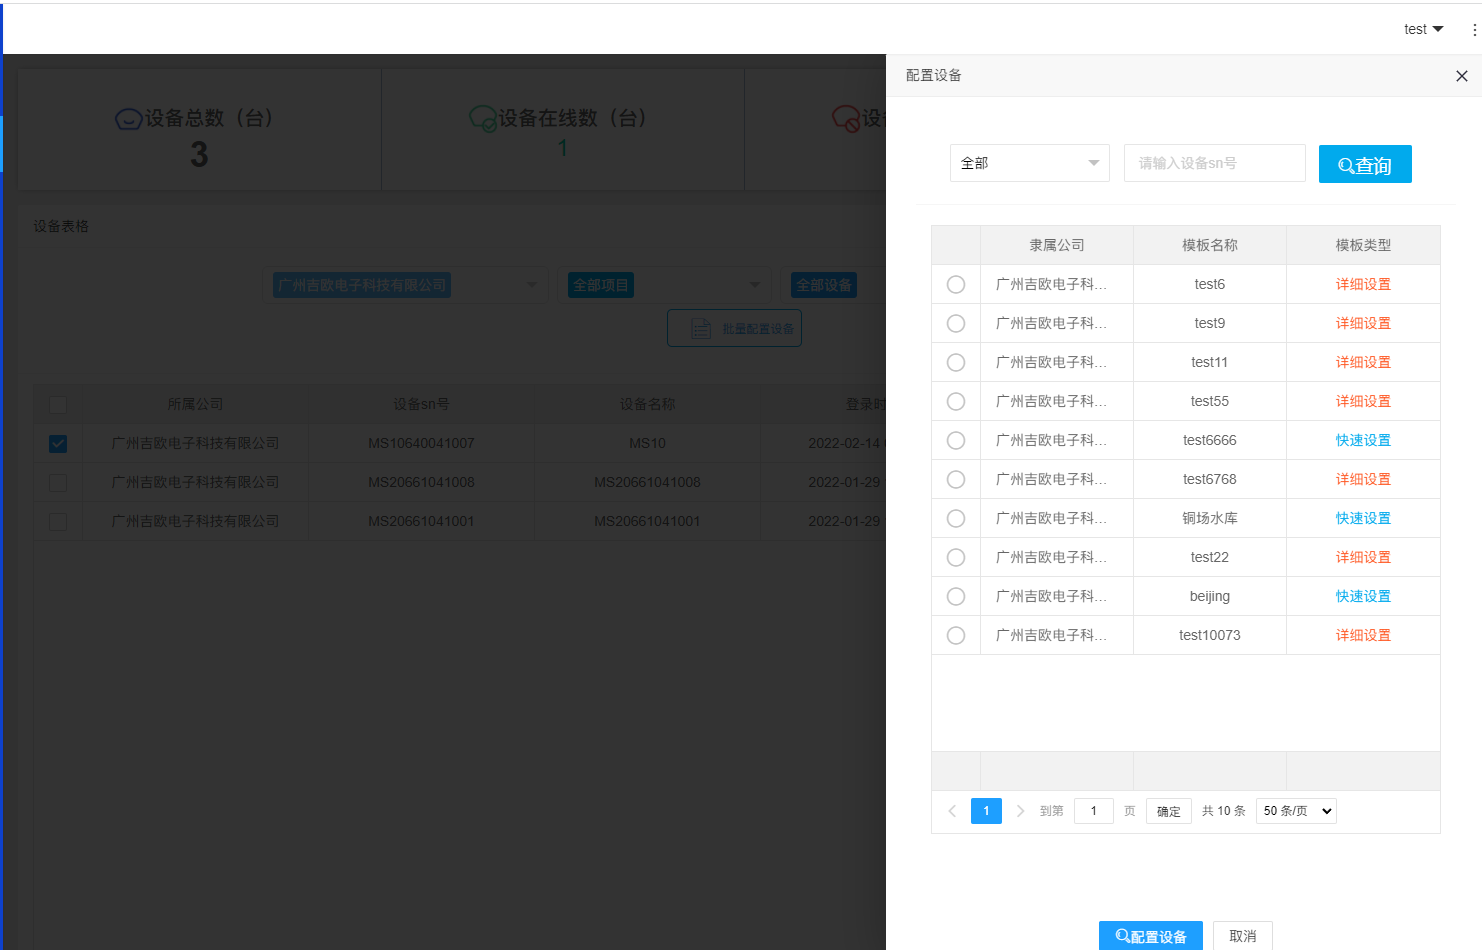 test
设备总数（台）
3
设备在线数（台）
1
设备表格
广州吉欧电子科技有限公司
全部项目
全部设备
批量配置设备
所属公司 设备sn号 设备名称 登录时
广州吉欧电子科技有限公司 MS10640041007 MS10 2022-02-14
广州吉欧电子科技有限公司 MS20661041008 MS20661041008 2022-01-29
广州吉欧电子科技有限公司 MS20661041001 MS20661041001 2022-01-29
配置设备
全部 请输入设备sn号 查询
隶属公司 模板名称 模板类型
广州吉欧电子科... test6 详细设置
广州吉欧电子科... test9 详细设置
广州吉欧电子科... test11 详细设置
广州吉欧电子科... test55 详细设置
广州吉欧电子科... test6666 快速设置
广州吉欧电子科... test6768 详细设置
广州吉欧电子科... 铜场水库 快速设置
广州吉欧电子科... test22 详细设置
广州吉欧电子科... beijing 快速设置
广州吉欧电子科... test10073 详细设置
1 到第 1 页 确定 共 10 条 50 条/页
配置设备 取消